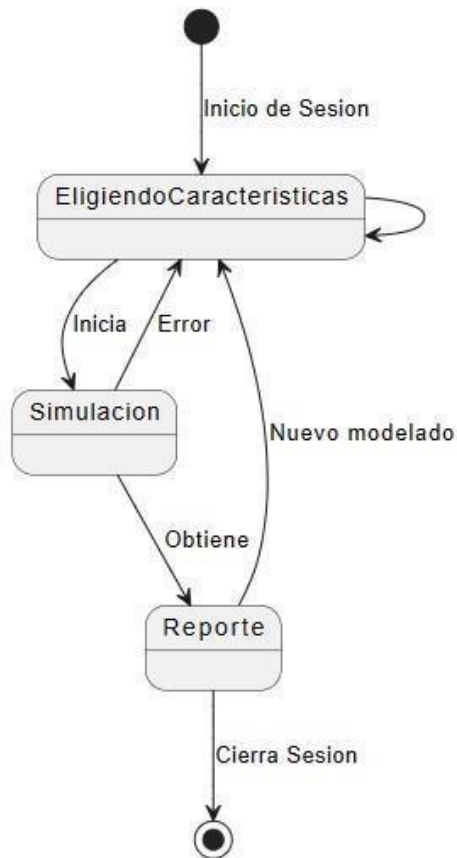 Inicio de Sesion
EligiendoCaracteristicas
Inicia
Error
Simulacion
Nuevo modelado
Obtiene
Reporte
Cierra Sesion